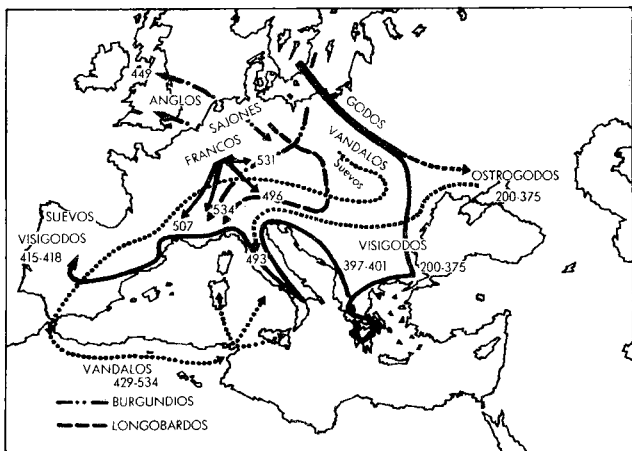 449
ANGLOS
SAJONES
FRANCOS
GODOS
VANDALOS
Suevos
531
OSTROGODOS
200-375
496
534
507
SUEVOS
VISIGODOS
415-418
493
VISIGODOS
397-401
200-375
VANDALOS
429-534
BURGUNDIOS
LONGOBARDOS